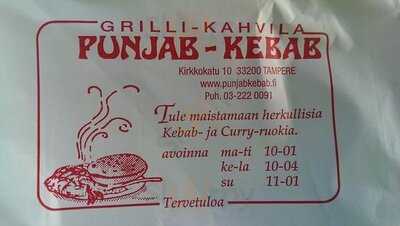 GRILLI-KAHVILA
PUNJAB-KEBAB
Kirkkokatu 10 33200 TAMPERE
www.punjabkebab.fi
Puh. 03-222 0091
Tule maistamaan herkullisia
Kebab- ja Curry-ruokia.
avoinna ma-ti 10-01
ke-la 10-04
su 11-01
Tervetuloa